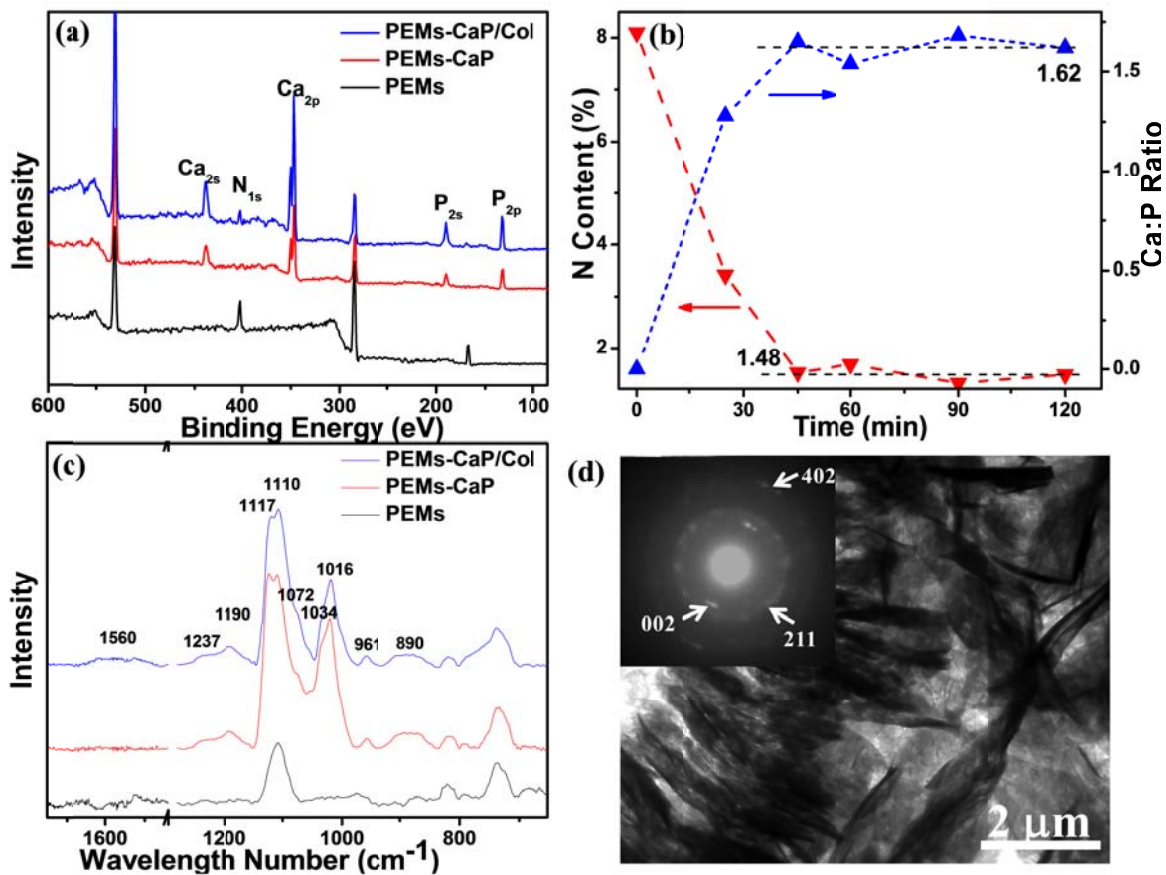 (a)
PEMs-CaP/Col
PEMs-CaP
PEMs
Ca2p
Ca2s
N1s
P2s
P2p
Intensity
600 500 400 300 200 100
Binding Energy (eV)
(b)
8
6
4
2
N Content (%)
1.62
1.48
1.5
1.0
0.5
0.0
Ca:P Ratio
0 30 60 90 120
Time (min)
(c)
PEMs-CaP/Col
PEMs-CaP
PEMs
1110
1117
1016
1072
1034
1190
1237
1560
961
890
Intensity
1600 1200 1000 800
Wavelength Number (cm-1)
(d)
402
002
211
2 μm